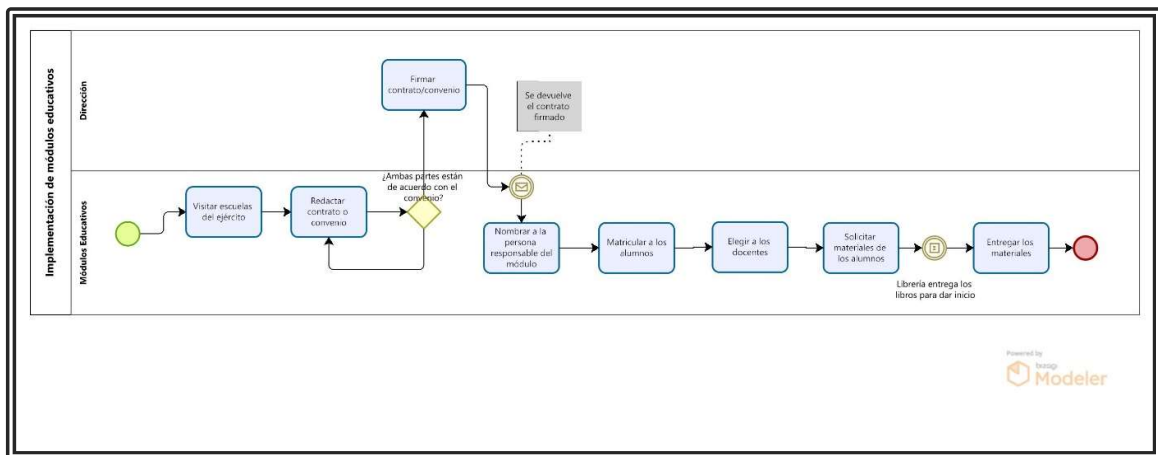 Implementación de módulos educativos
Dirección
Firmar
contrato/convenio
Se devuelve
el contrato
firmado
Módulos Educativos
Visitar escuelas
del ejército
Redactar
contrato o
convenio
¿Ambas partes están
de acuerdo con el
convenio?
Nombrar a la
persona
responsable del
módulo
Matricular a los
alumnos
Elegir a los
docentes
Solicitar
materiales de
los alumnos
Librería entrega los
libros para dar inicio
Entregar los
materiales
Powered by
bizagi
Modeler